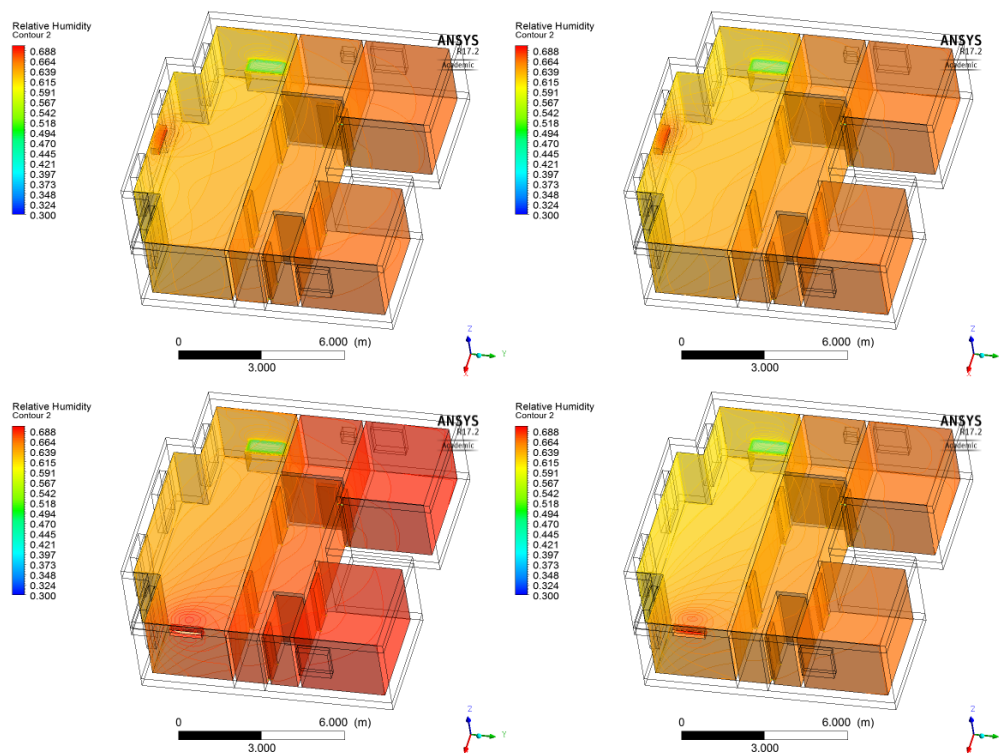 Relative Humidity
Contour 2
0.688
0.664
0.639
0.615
0.591
0.567
0.542
0.518
0.494
0.470
0.445
0.421
0.397
0.373
0.348
0.324
0.300
ANSYS
R17.2
Academic
0 6.000 (m)
3.000
Z
Y
X
Relative Humidity
Contour 2
0.688
0.664
0.639
0.615
0.591
0.567
0.542
0.518
0.494
0.470
0.445
0.421
0.397
0.373
0.348
0.324
0.300
ANSYS
R17.2
Academic
0 6.000 (m)
3.000
Z
Y
X
Relative Humidity
Contour 2
0.688
0.664
0.639
0.615
0.591
0.567
0.542
0.518
0.494
0.470
0.445
0.421
0.397
0.373
0.348
0.324
0.300
ANSYS
R17.2
Academic
0 6.000 (m)
3.000
Z
Y
X
Relative Humidity
Contour 2
0.688
0.664
0.639
0.615
0.591
0.567
0.542
0.518
0.494
0.470
0.445
0.421
0.397
0.373
0.348
0.324
0.300
ANSYS
R17.2
Academic
0 6.000 (m)
3.000
Z
Y
X